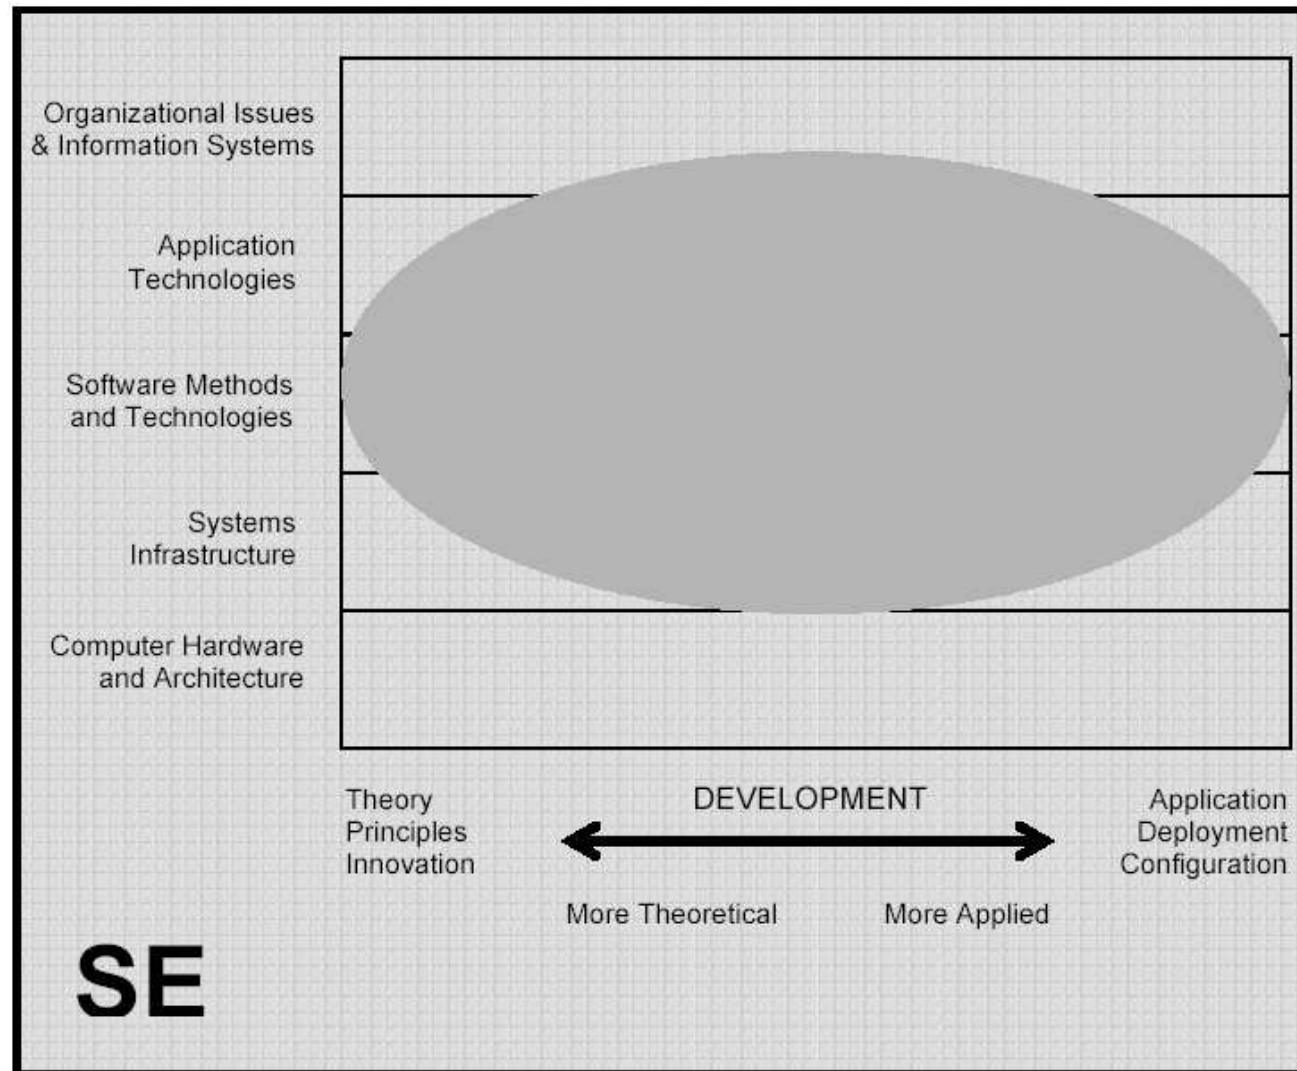 Organizational Issues
& Information Systems
Application
Technologies
Software Methods
and Technologies
Systems
Infrastructure
Computer Hardware
and Architecture
Theory
Principles
Innovation
DEVELOPMENT
Application
Deployment
Configuration
More Theoretical
More Applied
SE